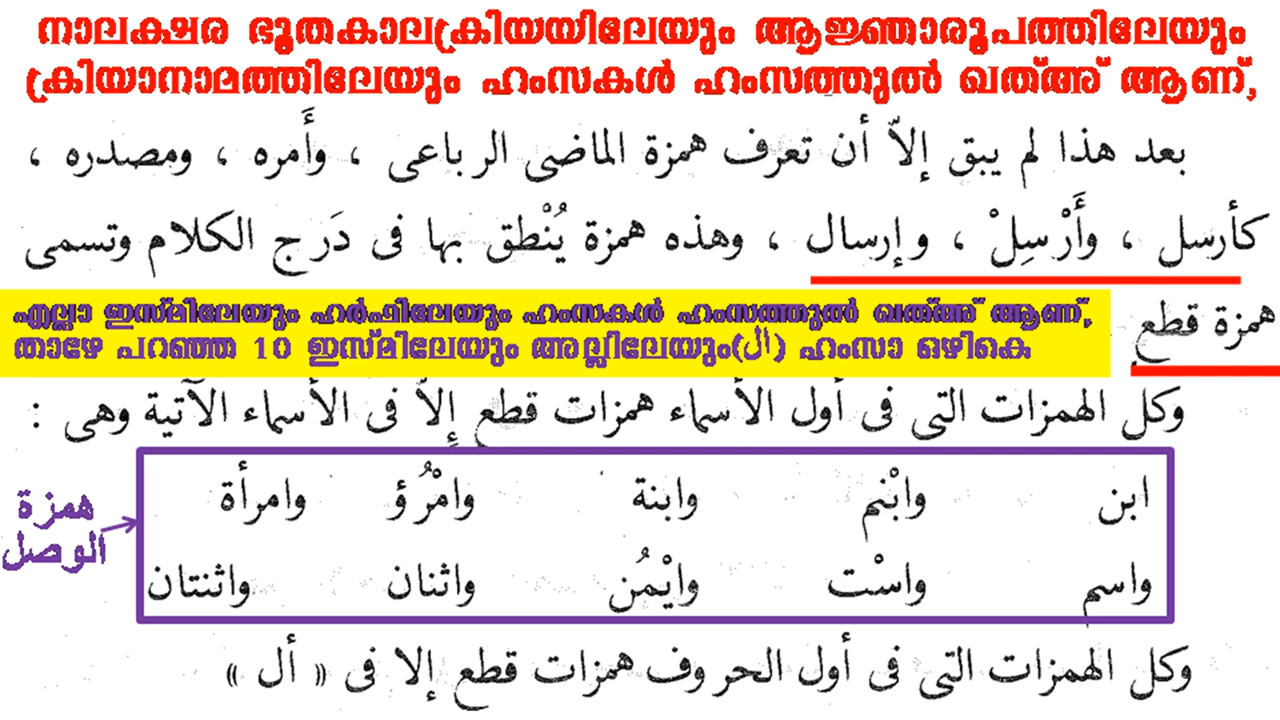 നാലക്ഷര ഭൂതകാലക്രിയയിലേയും ആജ്ഞാരൂപത്തിലേയും
ക്രിയാനാമത്തിലേയും ഹംസകൾ ഹംസത്തുൽ ഖത്അ് ആണ്,
بعد هذا لم يبق إلاّ أن تعرف همزة الماضى الرباعى ، وأَمره ، ومصدره ،
كأرسل ، وأَرْسِلْ ، وإرسال ، وهذه همزة يُنْطق بها فى دَرج الكلام وتسمى
همزة قطع
എല്ലാ ഇസ്മിലേയും ഹർഫിലേയും ഹംസകൾ ഹംസത്തുൽ ഖത്അ് ആണ്,
താഴേ പറഞ്ഞ 10 ഇസ്മിലേയും അല്ലിലേയും(ال) ഹംസാ ഒഴികെ
وكل الهمزات التى فى أول الأسماء همزات قطع إلاّ فى الأسماء الآتية وهى :
ابن وابْنم وابنة وامْرُؤ وامرأة
همزة الوصل
واسم واسْت وايْمُن واثنان واثنتان
وكل الهمزات التى فى أول الحروف همزات قطع إلا فى « أل »